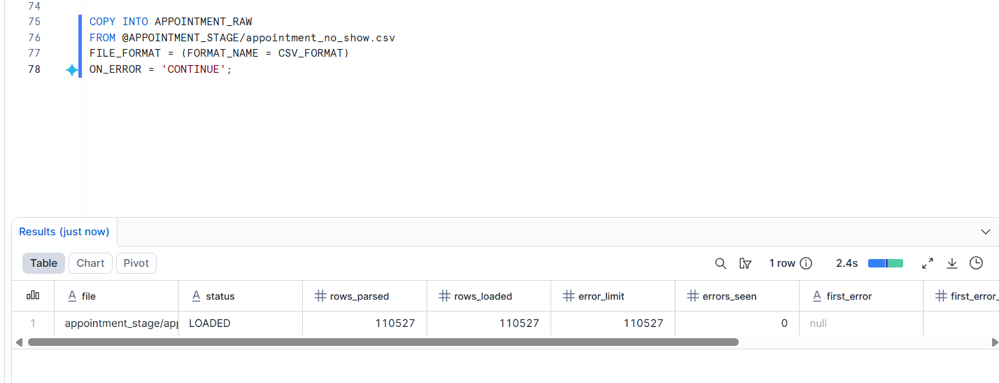 74
75 COPY INTO APPOINTMENT_RAW
76 FROM @APPOINTMENT_STAGE/appointment_no_show.csv
77 FILE_FORMAT = (FORMAT_NAME = CSV_FORMAT)
78 ON_ERROR = 'CONTINUE';
Results (just now)
Table Chart Pivot 1 row 2.4s
file status rows_parsed rows_loaded error_limit errors_seen first_error first_error_
1 appointment_stage/app LOADED 110527 110527 110527 0 null